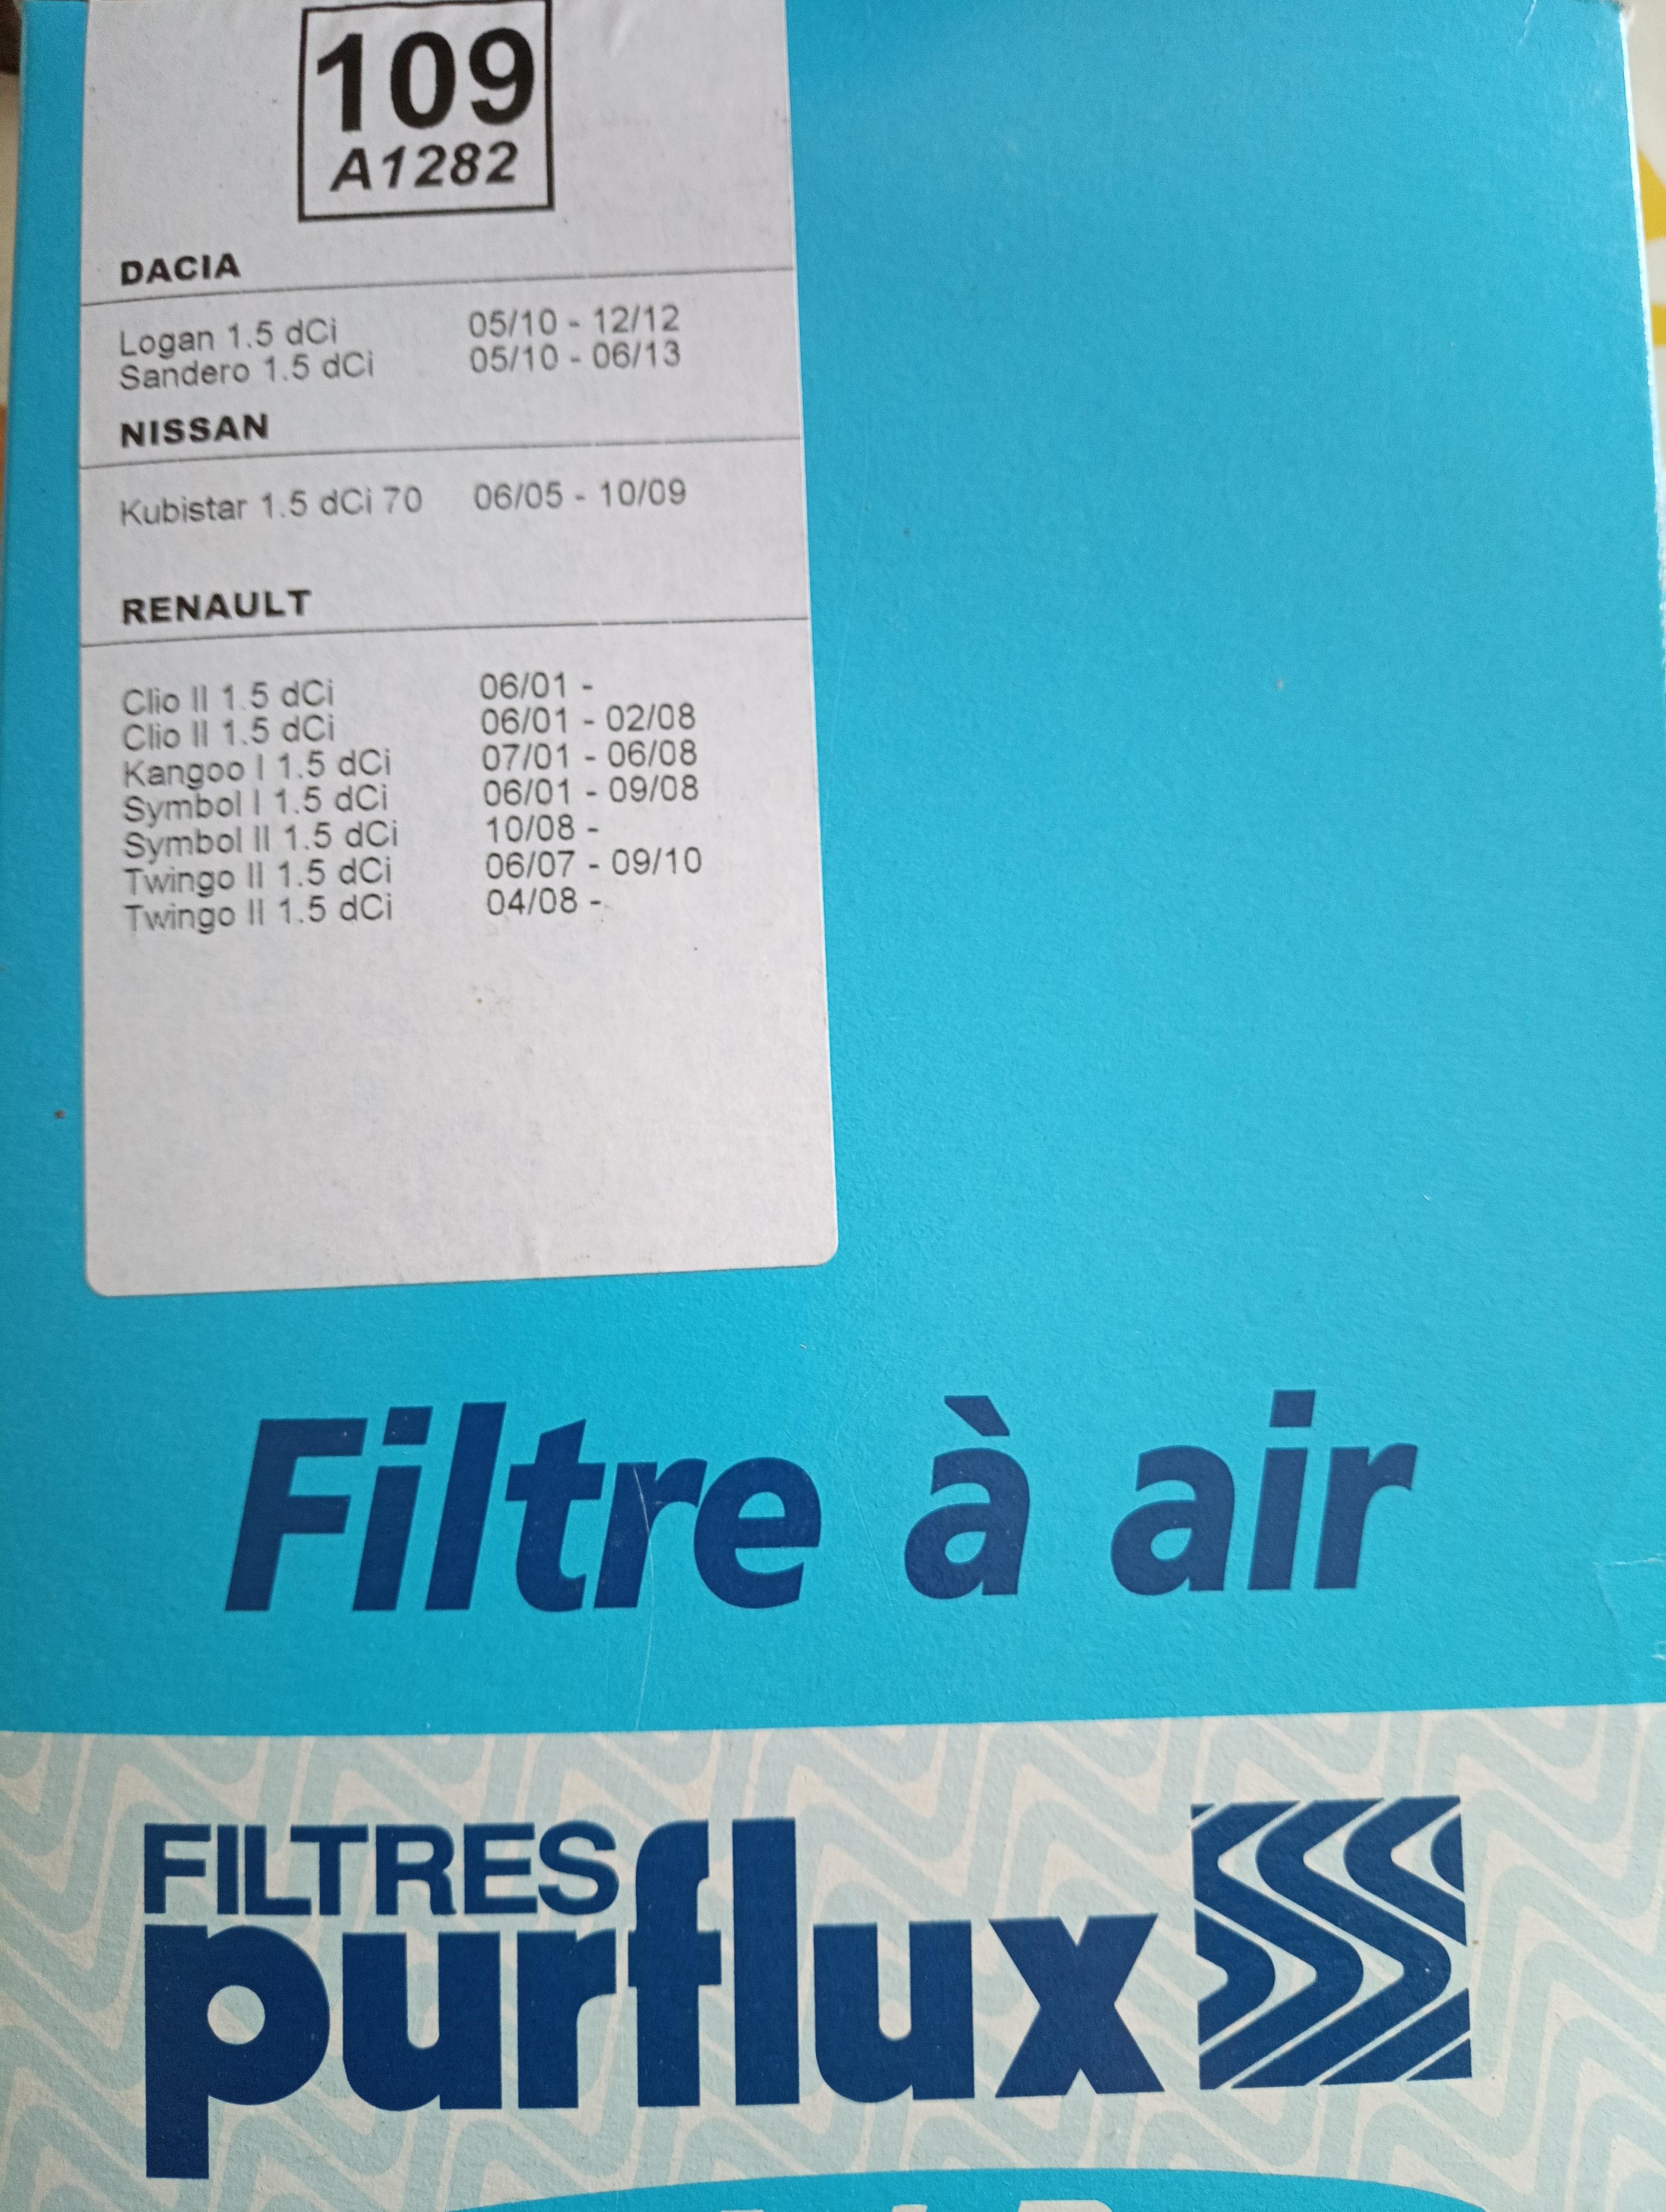 109
A1282
DACIA
Logan 1.5 dCi 05/10 - 12/12
Sandero 1.5 dCi 05/10 - 06/13
NISSAN
Kubistar 1.5 dCi 70 06/05 - 10/09
RENAULT
Clio II 1.5 dCi 06/01 -
Clio II 1.5 dCi 06/01 - 02/08
Kangoo I 1.5 dCi 07/01 - 06/08
Symbol I 1.5 dCi 06/01 - 09/08
Symbol II 1.5 dCi 10/08 -
Twingo II 1.5 dCi 06/07 - 09/10
Twingo II 1.5 dCi 04/08 -
Filtre à air
FILTRES
purflux